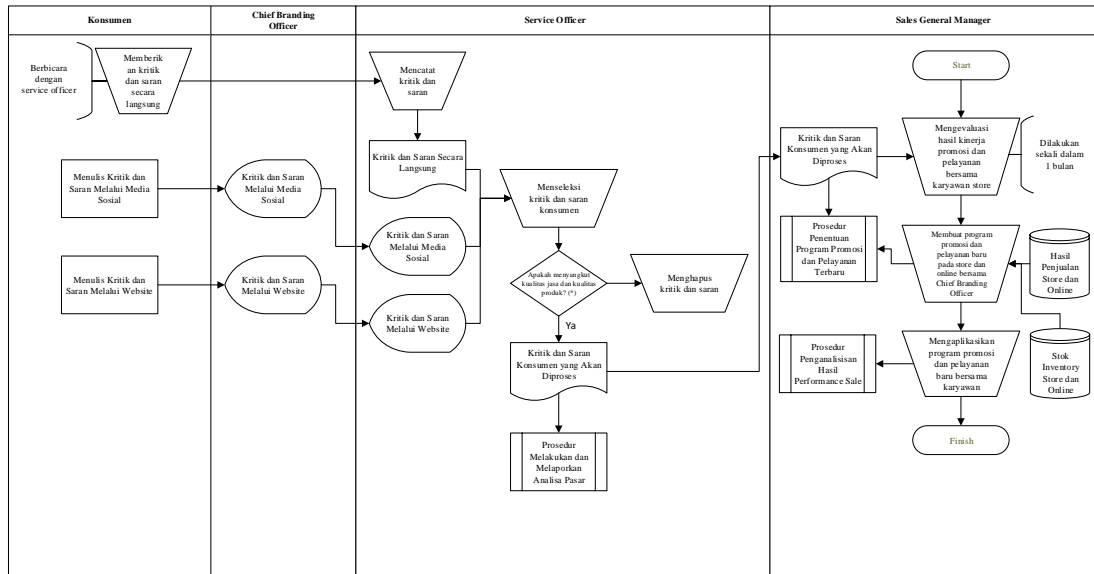 Konsumen
Chief Branding
Officer
Service Officer
Sales General Manager
Berbicara
dengan
service officer
Memberik
an kritik
dan saran
secara
langsung
Mencatat
kritik dan
saran
Kritik dan Saran Secara
Langsung
Menulis Kritik dan
Saran Melalui Media
Sosial
Kritik dan Saran
Melalui Media
Sosial
Kritik dan Saran
Melalui Media
Sosial
Menulis Kritik dan
Saran Melalui Website
Kritik dan Saran
Melalui Website
Kritik dan Saran
Melalui Website
Menseleksi
kritik dan saran
konsumen
Apakah menyangkut
kualitas jasa dan kualitas
produk? (*)
Menghapus
kritik dan saran
Ya
Kritik dan Saran
Konsumen yang Akan
Diproses
Prosedur
Melakukan dan
Melaporkan
Analisa Pasar
Start
Kritik dan Saran
Konsumen yang Akan
Diproses
Mengevaluasi
hasil kinerja
promosi dan
pelayanan
bersama
karyawan store
Dilakukan
sekali dalam
1 bulan
Prosedur
Penentuan
Program Promosi
dan Pelayanan
Terbaru
Membuat program
promosi dan
pelayanan baru
pada store dan
online bersama
Chief Branding
Officer
Hasil
Penjualan
Store dan
Online
Prosedur
Penganalisisan
Hasil
Performance Sale
Mengaplikasikan
program promosi
dan pelayanan
baru bersama
karyawan
Stok
Inventory
Store dan
Online
Finish